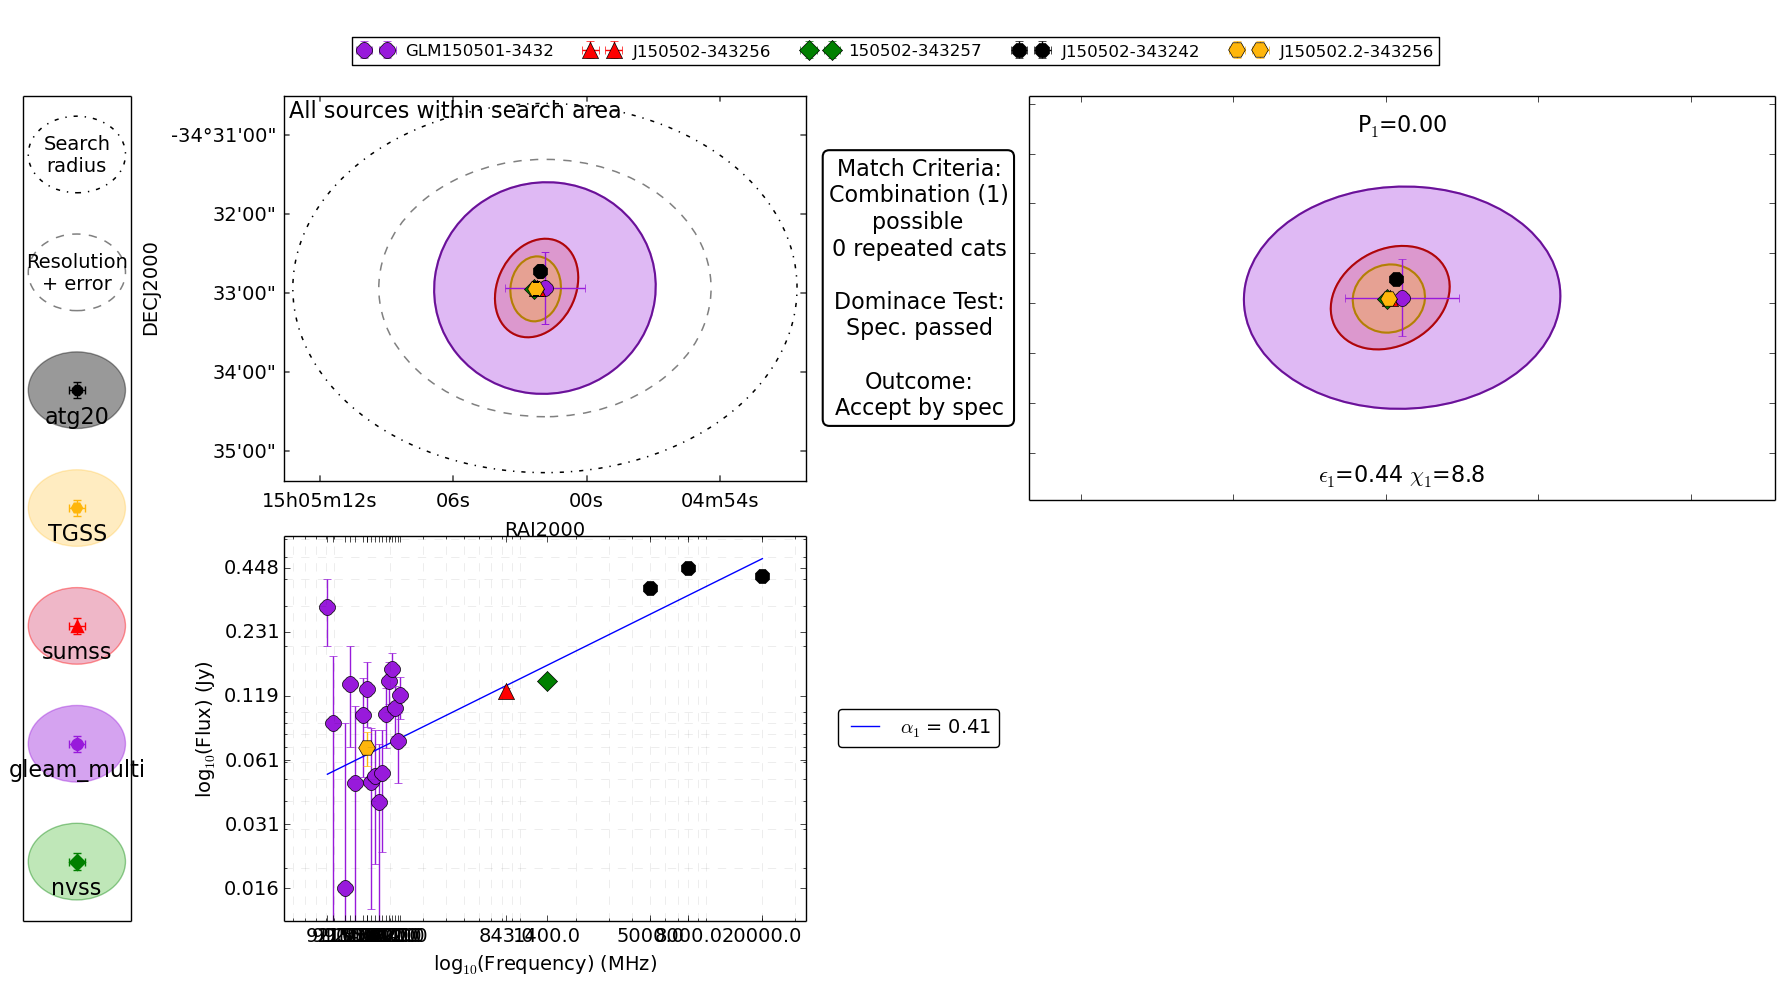 GLM150501-3432 J150502-343256 150502-343257 J150502-343242 J150502.2-343256
Search
radius
Resolution
+ error
atg20
TGSS
sumss
gleam_multi
nvss
All sources within search area
DECJ2000
-34°31'00"
32'00"
33'00"
34'00"
35'00"
15h05m12s 06s 00s 04m54s
RAJ2000
Match Criteria:
Combination (1)
possible
0 repeated cats
Dominace Test:
Spec. passed
Outcome:
Accept by spec
P₁=0.00
ϵ₁=0.44 χ₁=8.8
log₁₀(Flux) (Jy)
0.448
0.231
0.119
0.061
0.031
0.016
843.0 1400.0 5000.0 8000.0 20000.0
log₁₀(Frequency) (MHz)
α₁ = 0.41